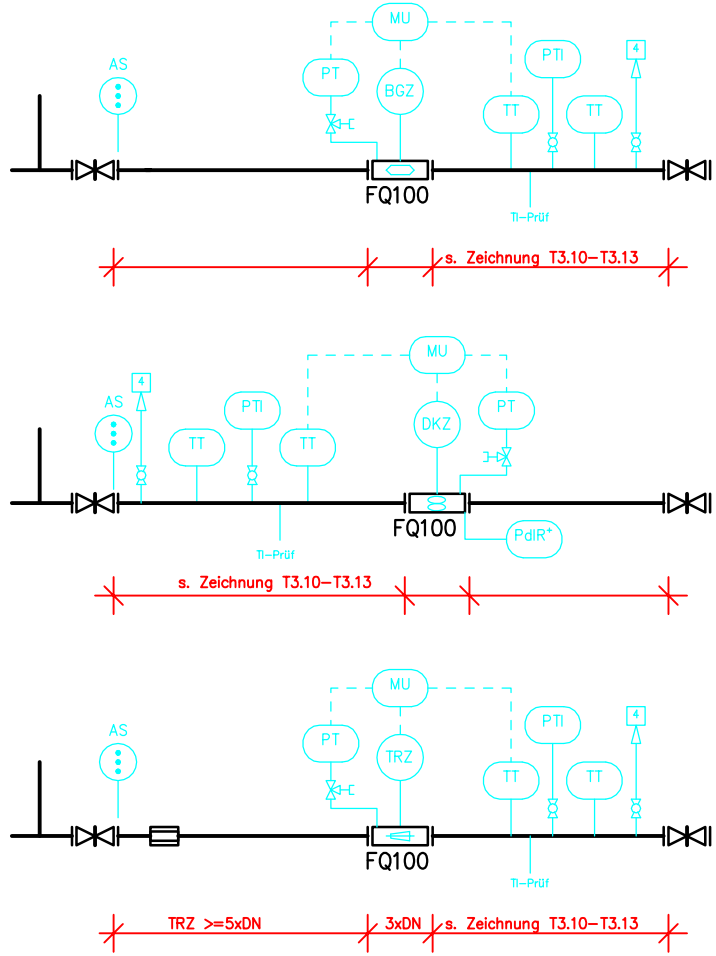 MU
AS
PT
BGZ
PTI
4
TT
TT
FQ100
TI-Prüf
s. Zeichnung T3.10-T3.13
MU
4
AS
PTI
DKZ
PT
TT
TT
FQ100
PdIR+
TI-Prüf
s. Zeichnung T3.10-T3.13
MU
AS
PT
TRZ
PTI
4
TT
TT
FQ100
TI-Prüf
TRZ >=5xDN
3xDN
s. Zeichnung T3.10-T3.13